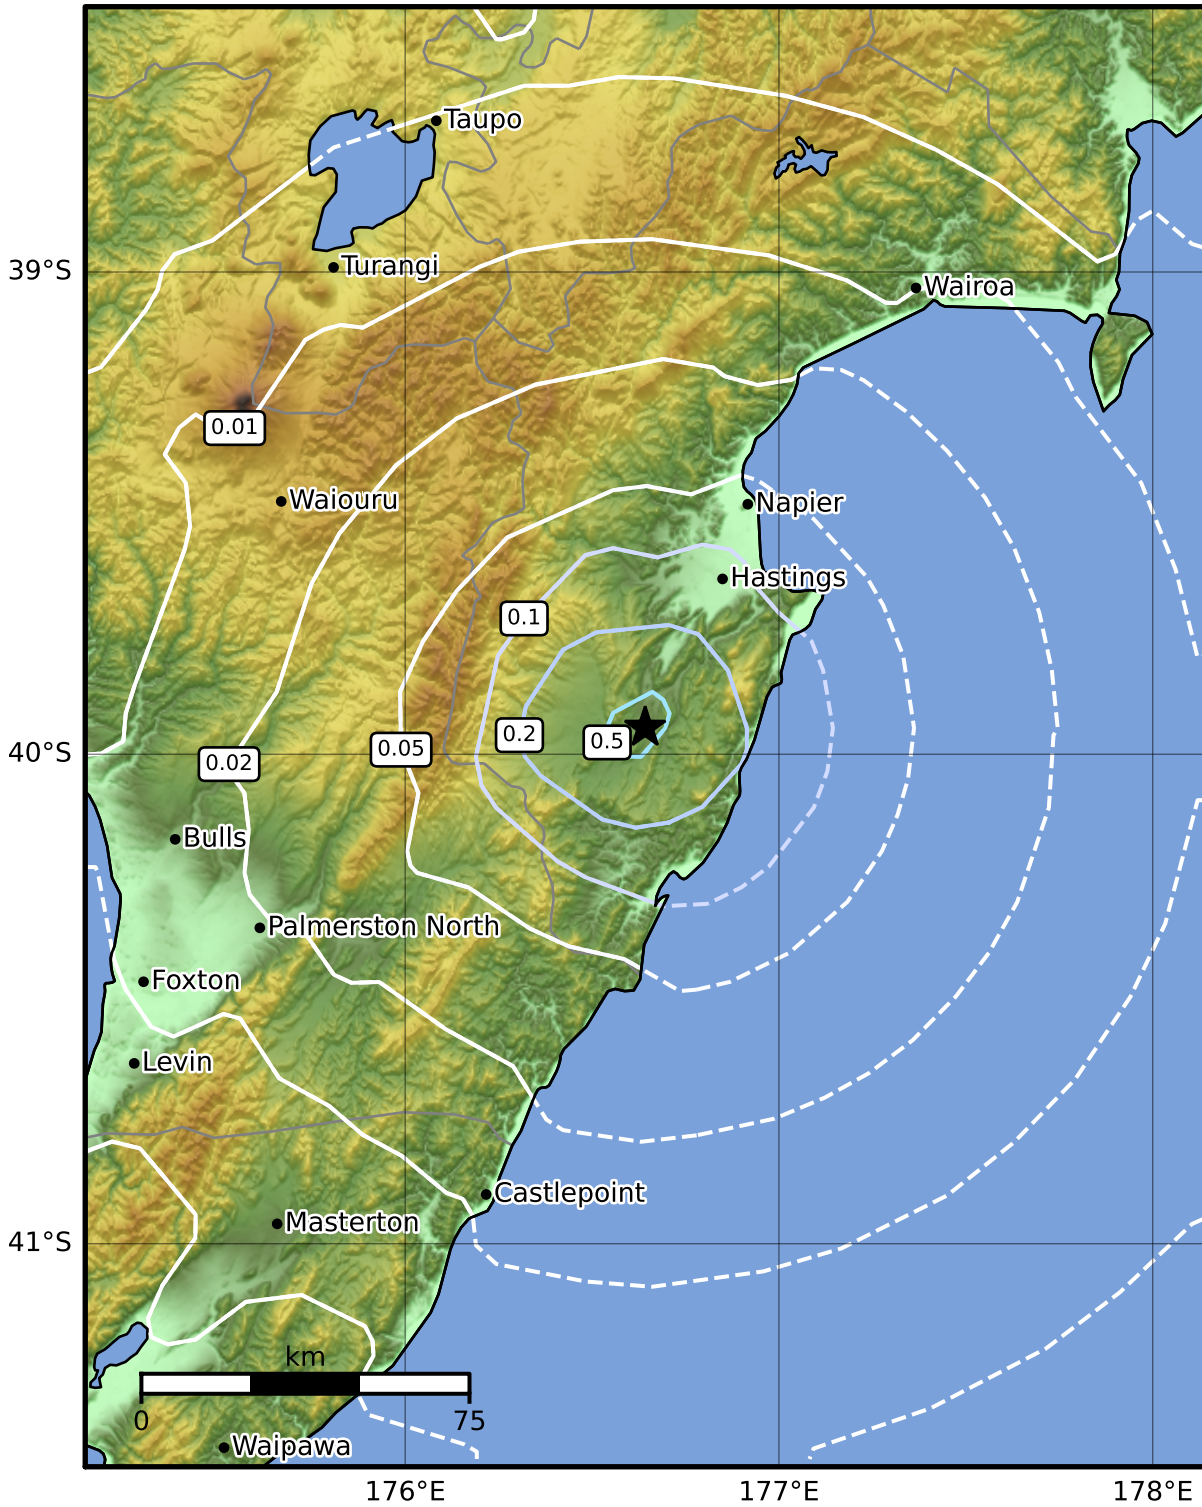 Taupo
39°S
Turangi
Wairoa
0.01
Waiouru
Napier
Hastings
0.1
0.2
0.5
0.05
40°S
0.02
Bulls
Palmerston North
Foxton
Levin
Castlepoint
Masterton
41°S
km
0 75
Waipawa
176°E 177°E 178°E